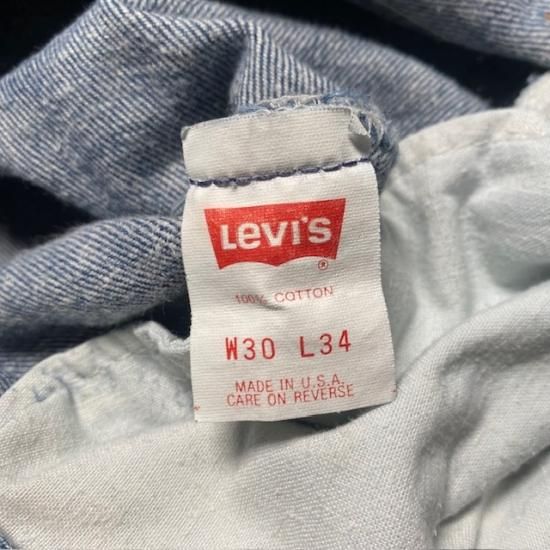 Levi's
®
100% COTTON
W30 L34
MADE IN U.S.A.
CARE ON REVERSE